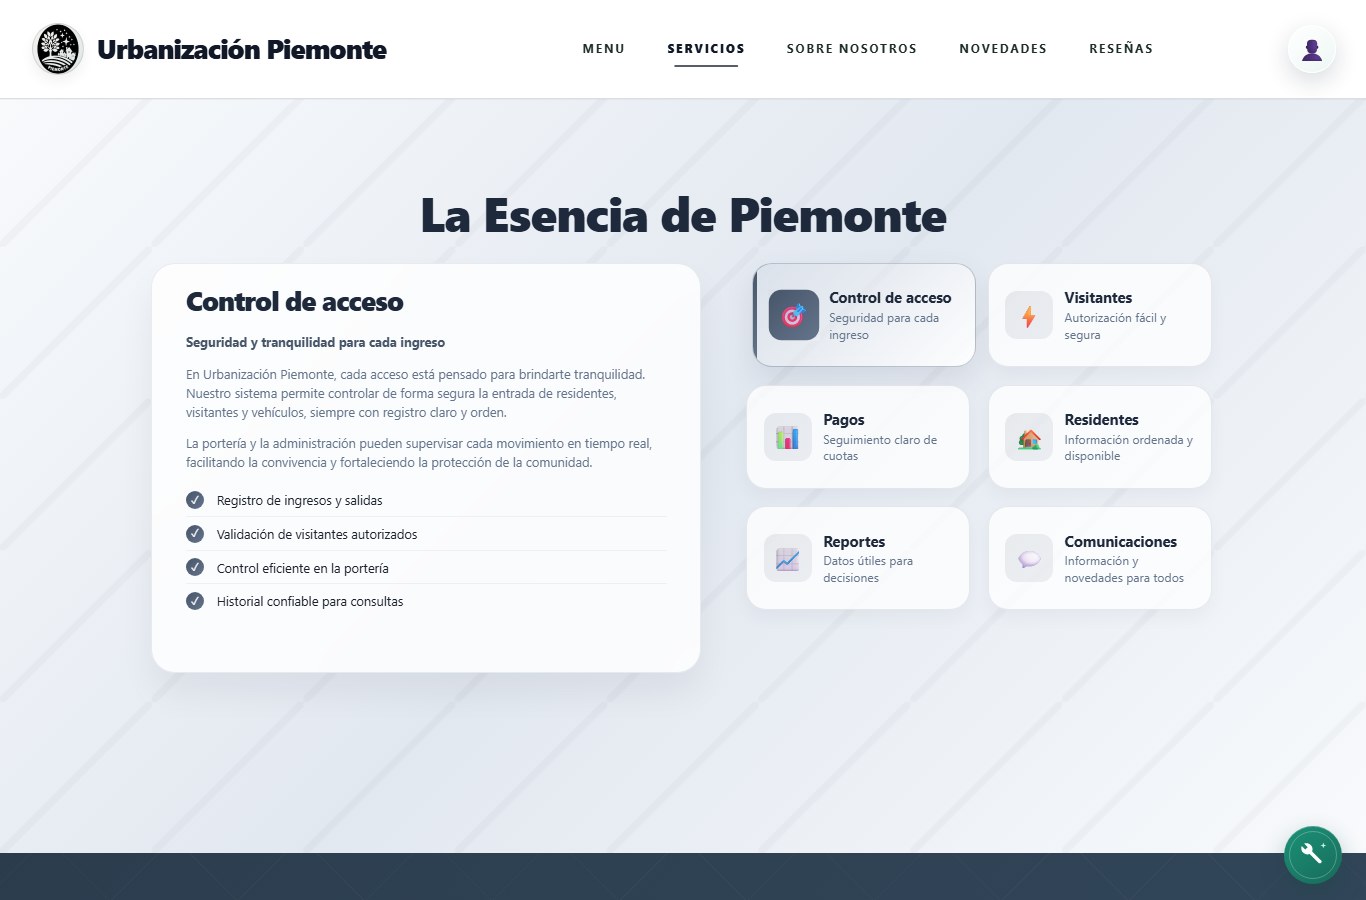 Urbanización Piemonte
MENU
SERVICIOS
SOBRE NOSOTROS
NOVEDADES
RESEÑAS
La Esencia de Piemonte
Control de acceso
Seguridad y tranquilidad para cada ingreso
En Urbanización Piemonte, cada acceso está pensado para brindarte tranquilidad.
Nuestro sistema permite controlar de forma segura la entrada de residentes,
visitantes y vehículos, siempre con registro claro y orden.
La portería y la administración pueden supervisar cada movimiento en tiempo real,
facilitando la convivencia y fortaleciendo la protección de la comunidad.
Registro de ingresos y salidas
Validación de visitantes autorizados
Control eficiente en la portería
Historial confiable para consultas
Control de acceso
Seguridad para cada
ingreso
Visitantes
Autorización fácil y
segura
Pagos
Seguimiento claro de
cuotas
Residentes
Información ordenada y
disponible
Reportes
Datos útiles para
decisiones
Comunicaciones
Información y
novedades para todos